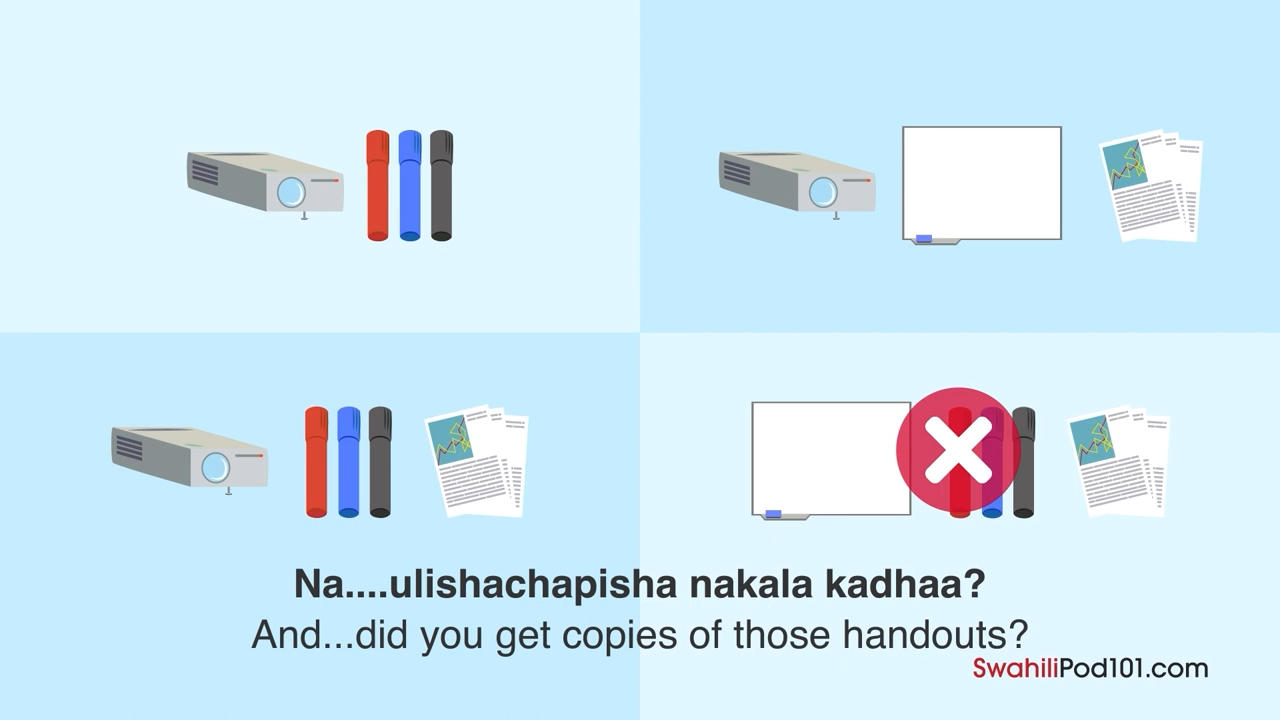 Na....ulishachapisha nakala kadhaa?
And...did you get copies of those handouts?
SwahiliPod101.com